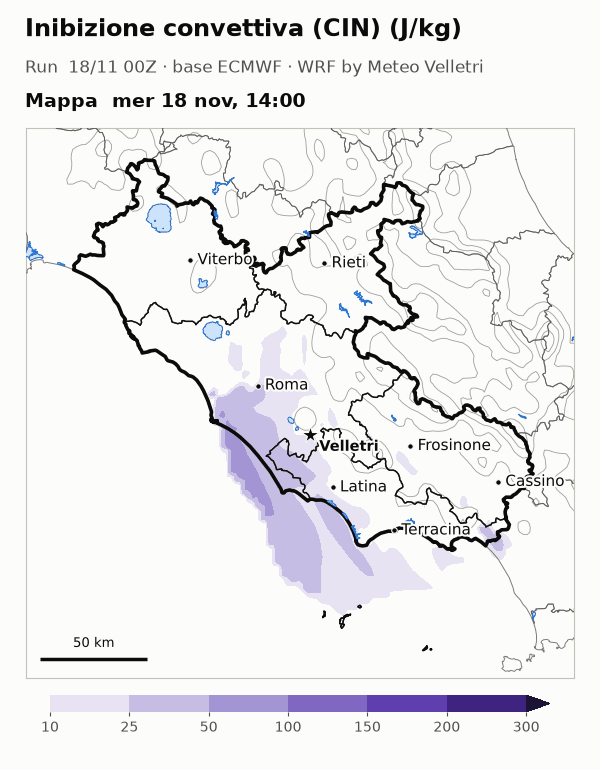 Inibizione convettiva (CIN) (J/kg)
Run  18/11 00Z · base ECMWF · WRF by Meteo Velletri
Mappa  mer 18 nov, 14:00
Viterbo
Rieti
Roma
Velletri
Frosinone
Cassino
Latina
Terracina
50 km
10 25 50 100 150 200 300